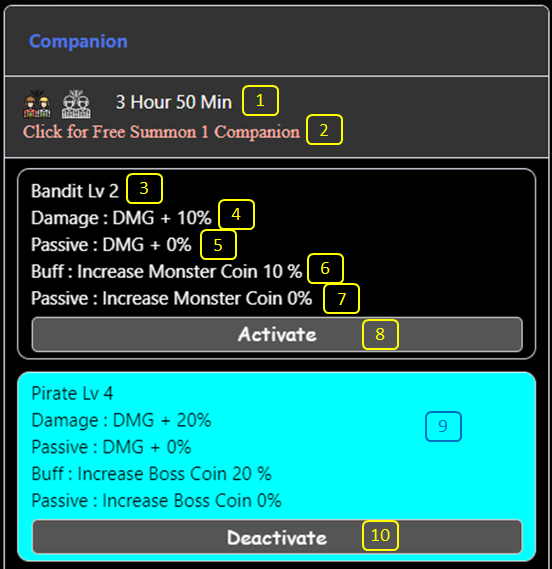 Companion
3 Hour 50 Min 1
Click for Free Summon 1 Companion 2
Bandit Lv 2 3
Damage : DMG + 10% 4
Passive : DMG + 0% 5
Buff : Increase Monster Coin 10 % 6
Passive : Increase Monster Coin 0% 7
Activate 8
Pirate Lv 4
Damage : DMG + 20% 9
Passive : DMG + 0%
Buff : Increase Boss Coin 20 %
Passive : Increase Boss Coin 0%
Deactivate 10